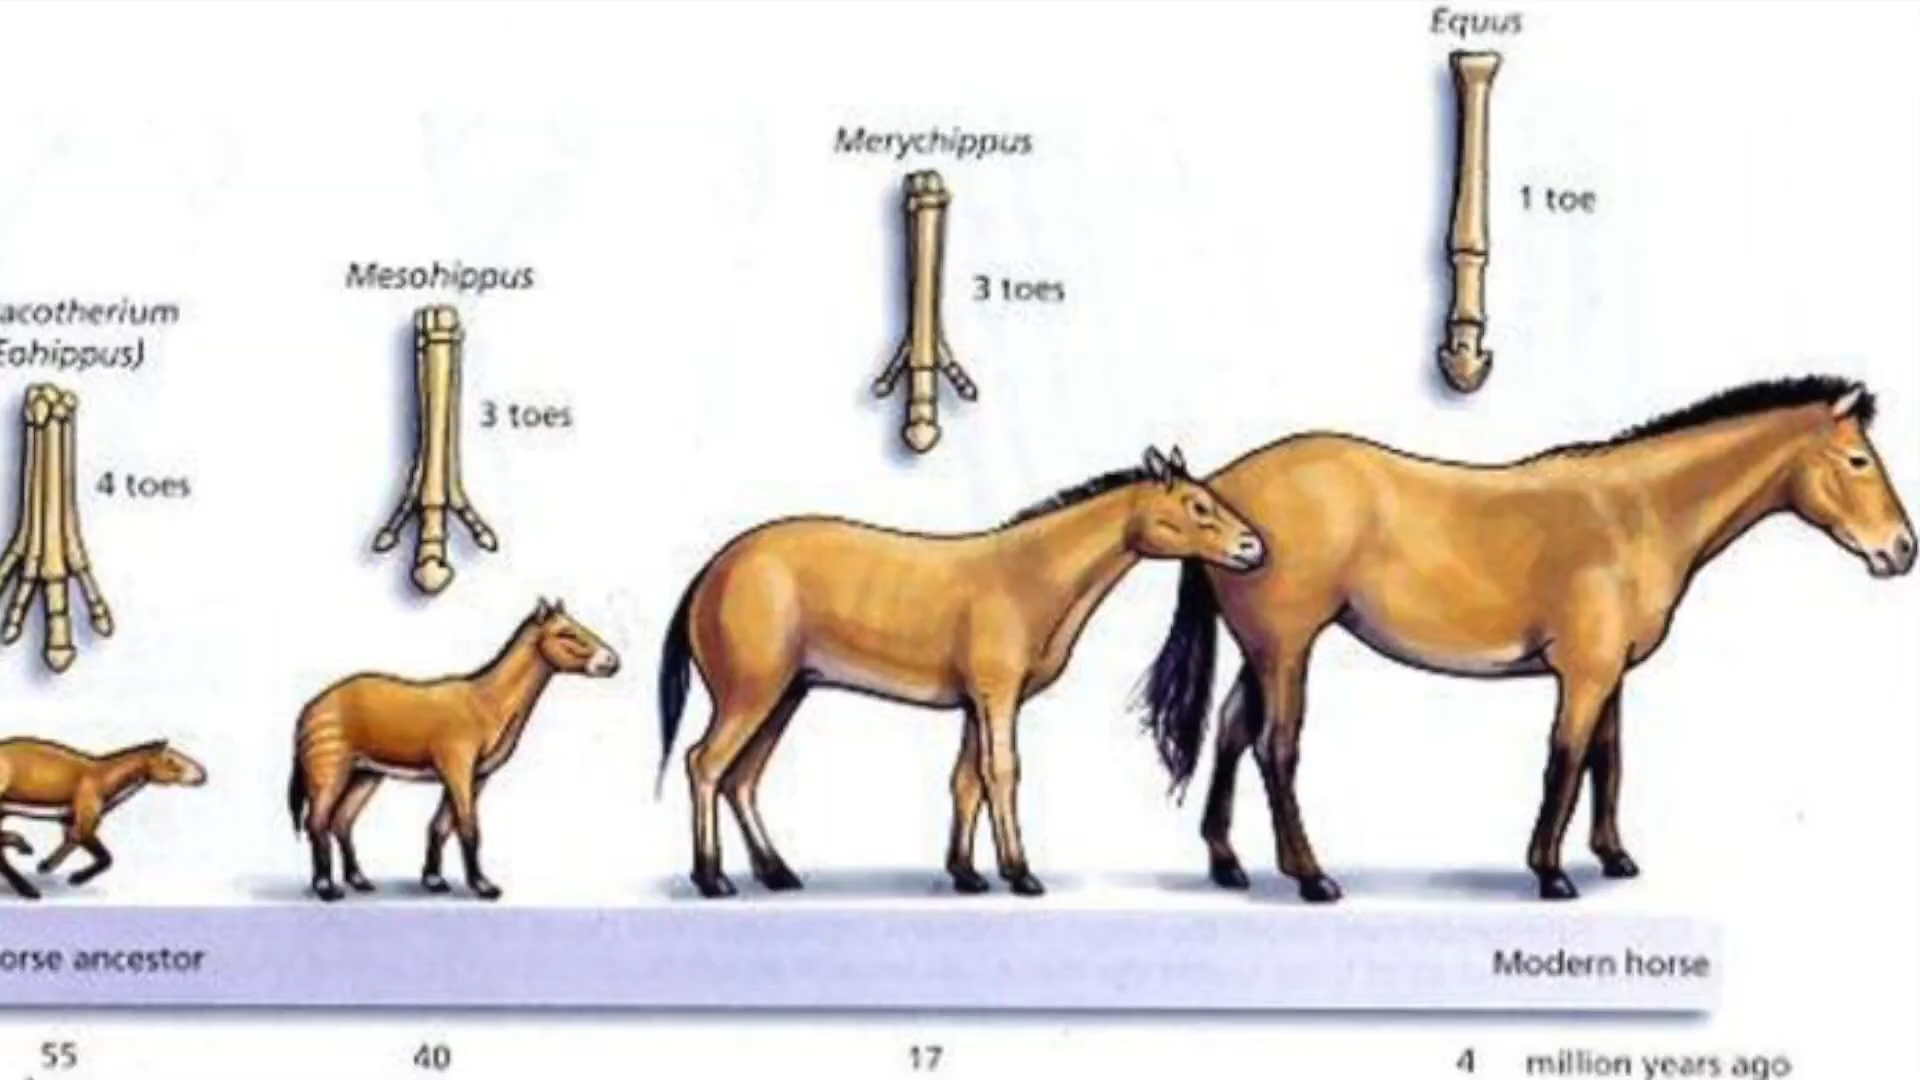 Equus
1 toe
Merychippus
3 toes
Mesohippus
3 toes
acotherium
Eohippus)
4 toes
orse ancestor
Modern horse
55
40
17
4
million years ago